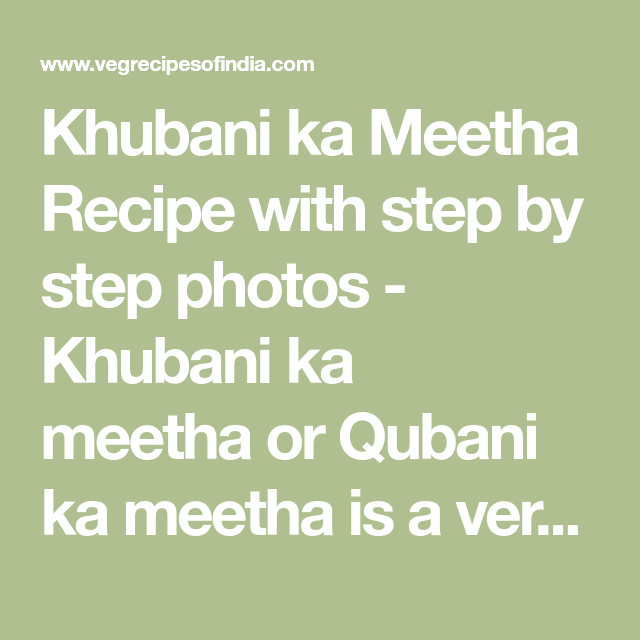 www.vegrecipesofindia.com
Khubani ka Meetha
Recipe with step by
step photos -
Khubani ka
meetha or Qubani
ka meetha is a ver...